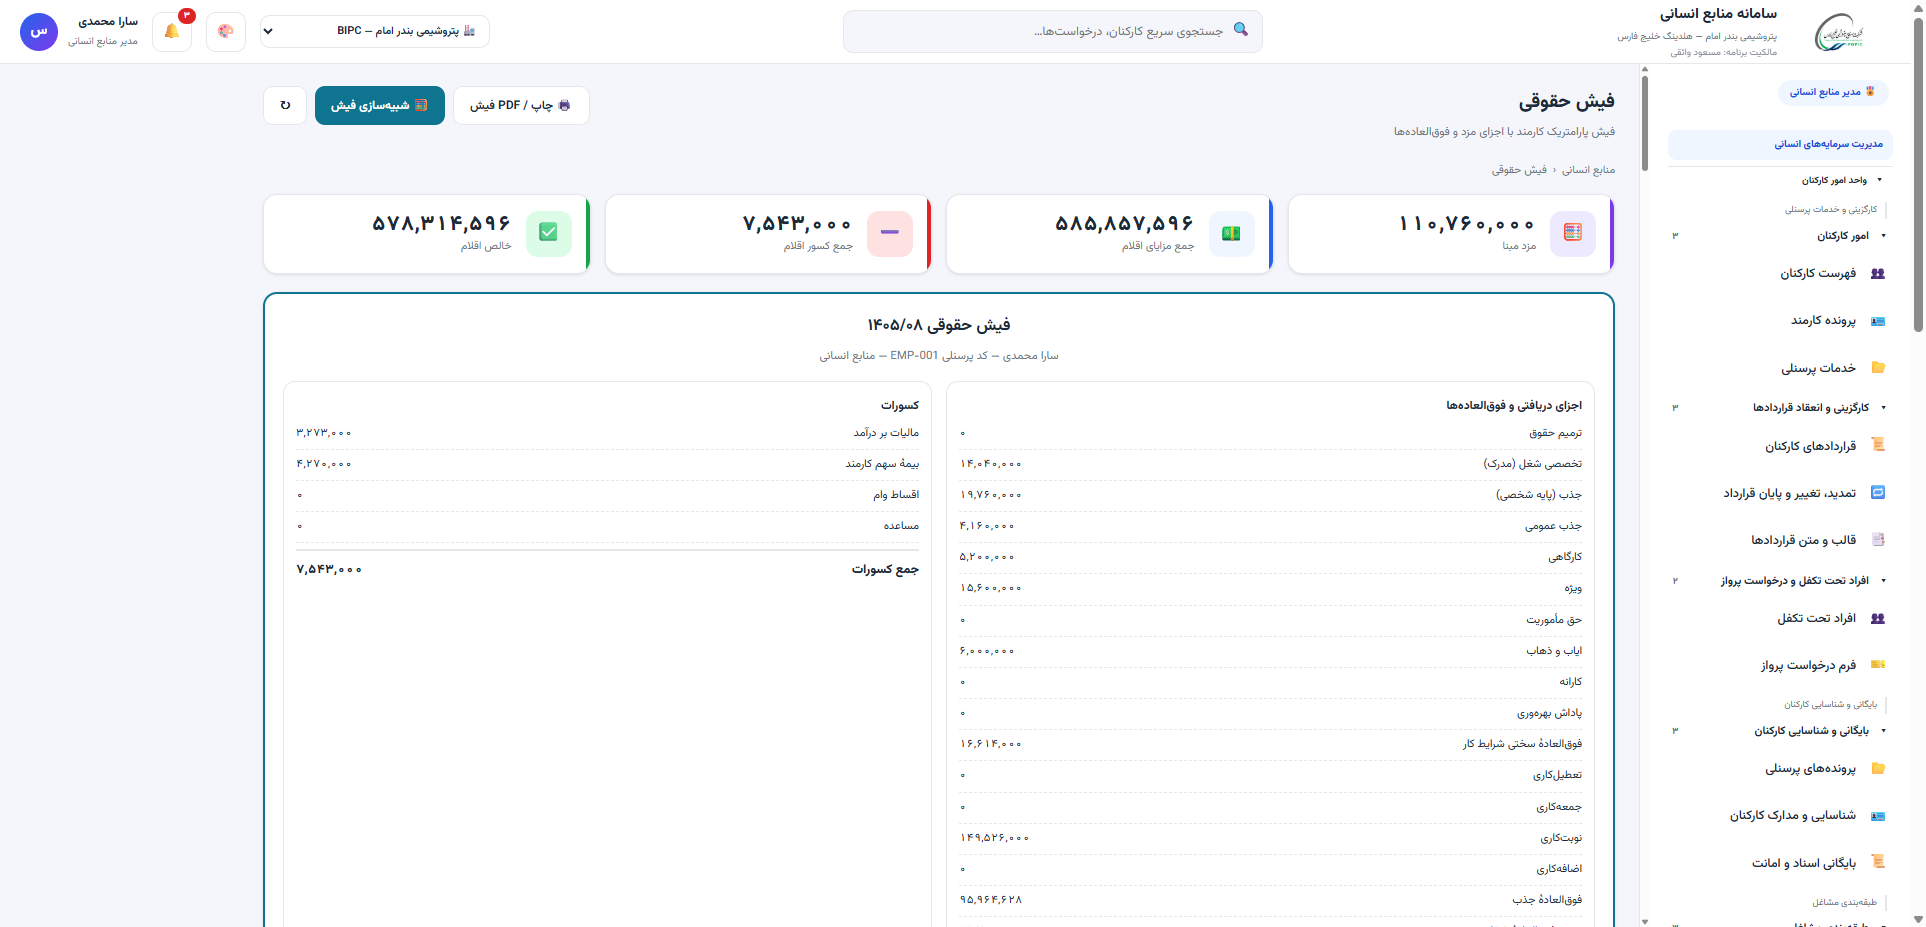 سامانه منابع انسانی
پتروشیمی بندر امام – هلدینگ خلیج فارس
مالکیت برنامه: مسعود واثقی
جستجوی سریع کارکنان، درخواست‌ها...
پتروشیمی بندر امام – BIPC
۳
سارا محمدی
مدیر منابع انسانی
س
مدیر منابع انسانی
مدیریت سرمایه‌های انسانی
واحد امور کارکنان
کارگزینی و خدمات پرسنلی
امور کارکنان ۳
فهرست کارکنان
پرونده کارمند
خدمات پرسنلی
کارگزینی و انعقاد قراردادها ۳
قراردادهای کارکنان
تمدید، تغییر و پایان قرارداد
قالب و متن قراردادها
افراد تحت تکفل و درخواست پرواز ۲
افراد تحت تکفل
فرم درخواست پرواز
بایگانی و شناسایی کارکنان
بایگانی و شناسایی کارکنان ۳
پرونده‌های پرسنلی
شناسایی و مدارک کارکنان
بایگانی اسناد و امانت
طبقه‌بندی مشاغل
فیش حقوقی
فیش پارامتریک کارمند با اجزای مزد و فوق‌العاده‌ها
چاپ / PDF فیش
شبیه‌سازی فیش
↻
منابع انسانی › فیش حقوقی
۱۱۰,۷۶۰,۰۰۰
مزد مبنا
۵۸۵,۸۵۷,۵۹۶
جمع مزایای اقلام
۷,۵۴۳,۰۰۰
جمع کسور اقلام
۵۷۸,۳۱۴,۵۹۶
خالص اقلام
فیش حقوقی ۱۴۰۵/۰۸
سارا محمدی – کد پرسنلی EMP-001 – منابع انسانی
اجزای دریافتی و فوق‌العاده‌ها
ترمیم حقوق ۰
تخصصی شغل (مدرک) ۱۴,۰۴۰,۰۰۰
جذب (پایه شخصی) ۱۹,۷۶۰,۰۰۰
جذب عمومی ۴,۱۶۰,۰۰۰
کارگاهی ۵,۲۰۰,۰۰۰
ویژه ۱۵,۶۰۰,۰۰۰
حق مأموریت ۰
ایاب و ذهاب ۶,۰۰۰,۰۰۰
کارانه ۰
پاداش بهره‌وری ۰
فوق‌العادهٔ سختی شرایط کار ۱۶,۶۱۴,۰۰۰
تعطیل‌کاری ۰
جمعه‌کاری ۰
نوبت‌کاری ۱۴۹,۵۲۶,۰۰۰
اضافه‌کاری ۰
فوق‌العادهٔ جذب ۹۵,۹۶۴,۶۲۸
کسورات
مالیات بر درآمد ۳,۲۷۳,۰۰۰
بیمهٔ سهم کارمند ۴,۲۷۰,۰۰۰
اقساط وام ۰
مساعده ۰
جمع کسورات ۷,۵۴۳,۰۰۰